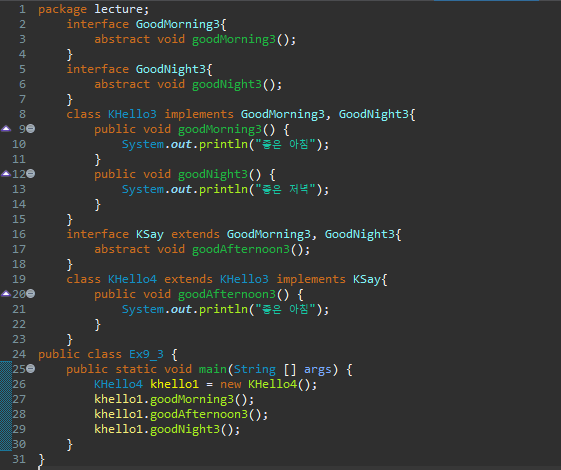 1 package lecture;
2 interface GoodMorning3{
3 abstract void goodMorning3();
4 }
5 interface GoodNight3{
6 abstract void goodNight3();
7 }
8 class KHello3 implements GoodMorning3, GoodNight3{
9 public void goodMorning3() {
10 System.out.println("좋은 아침");
11 }
12 public void goodNight3() {
13 System.out.println("좋은 저녁");
14 }
15 }
16 interface KSay extends GoodMorning3, GoodNight3{
17 abstract void goodAfternoon3();
18 }
19 class KHello4 extends KHello3 implements KSay{
20 public void goodAfternoon3() {
21 System.out.println("좋은 아침");
22 }
23 }
24 public class Ex9_3 {
25 public static void main(String [] args) {
26 KHello4 khello1 = new KHello4();
27 khello1.goodMorning3();
28 khello1.goodAfternoon3();
29 khello1.goodNight3();
30 }
31 }